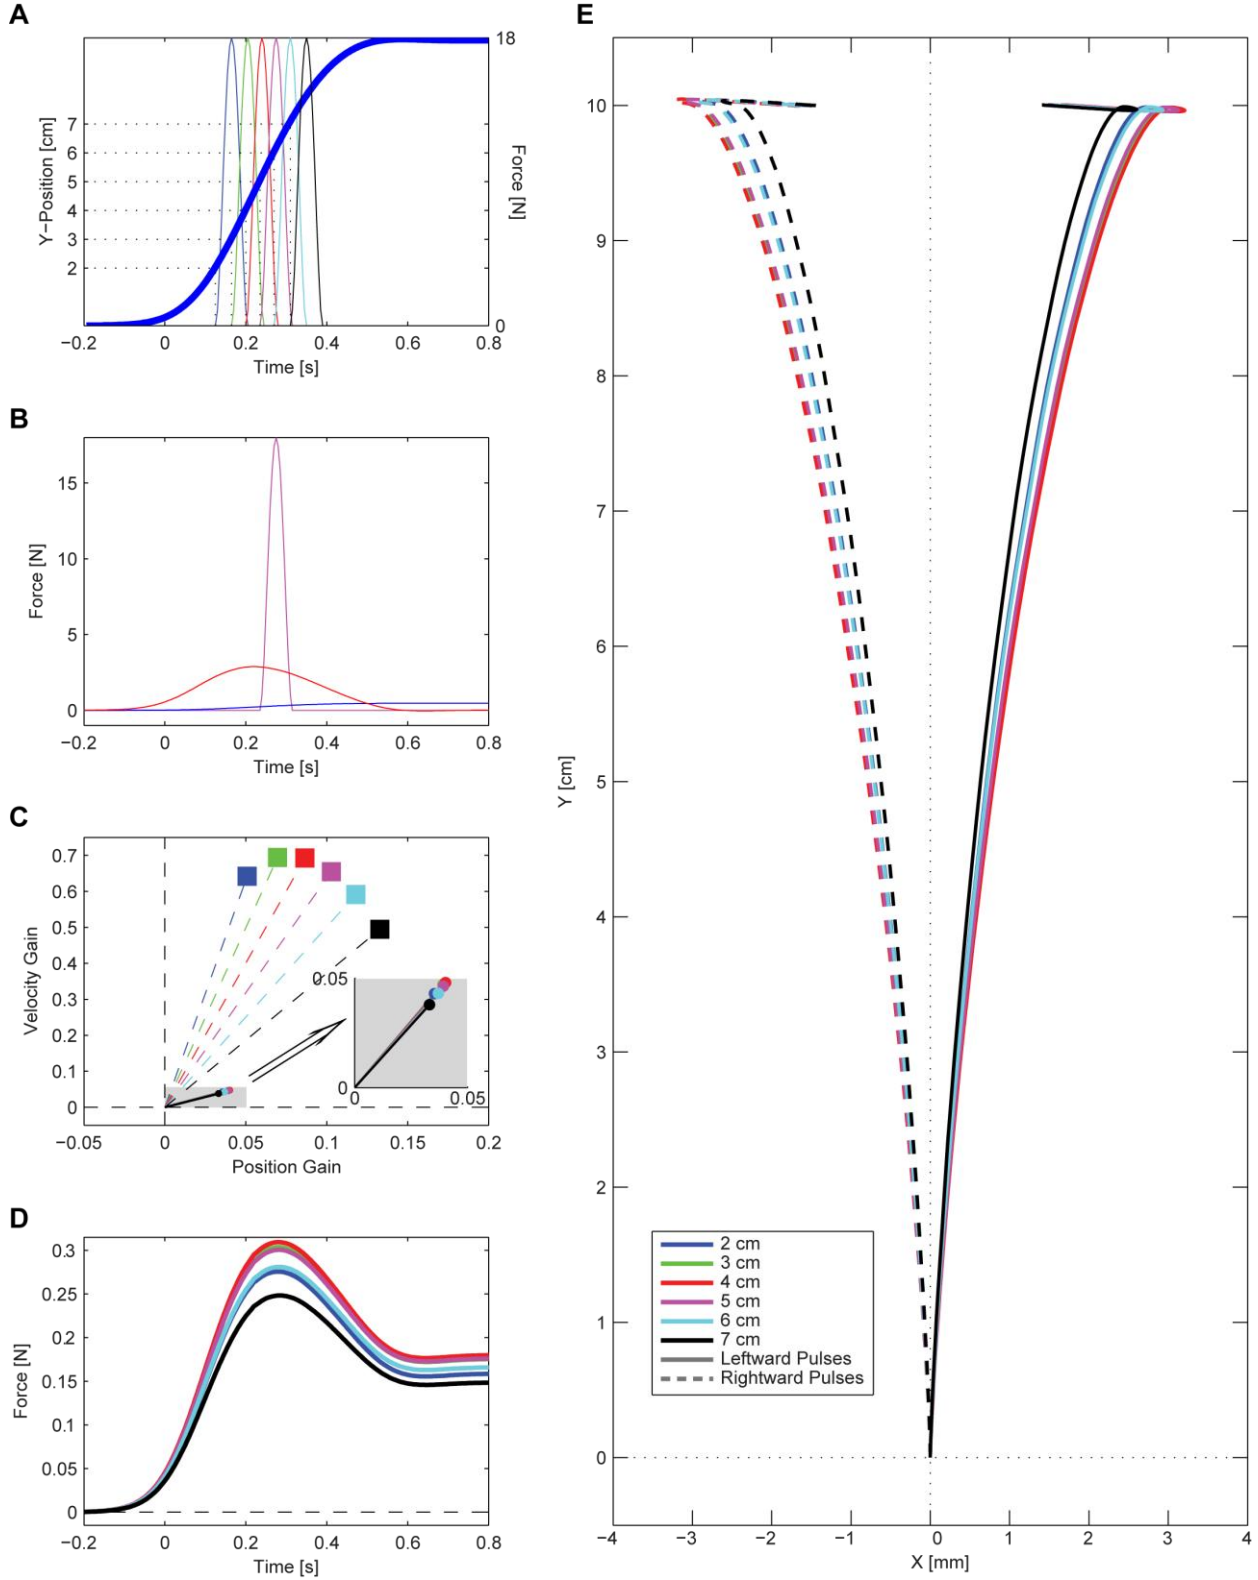 A
Y−Position [cm]
7
6
5
4
3
2
18
0
Force [N]
−0.2 0 0.2 0.4 0.6 0.8
Time [s]
B
Force [N]
15
10
5
0
−0.2 0 0.2 0.4 0.6 0.8
Time [s]
C
Velocity Gain
0.7
0.6
0.5
0.4
0.3
0.2
0.1
0
0.05
0
0 0.05
−0.05 0 0.05 0.1 0.15 0.2
Position Gain
D
Force [N]
0.3
0.25
0.2
0.15
0.1
0.05
0
−0.2 0 0.2 0.4 0.6 0.8
Time [s]
E
Y [cm]
10
9
8
7
6
5
4
3
2
1
0
2 cm
3 cm
4 cm
5 cm
6 cm
7 cm
Leftward Pulses
Rightward Pulses
−4 −3 −2 −1 0 1 2 3 4
X [mm]